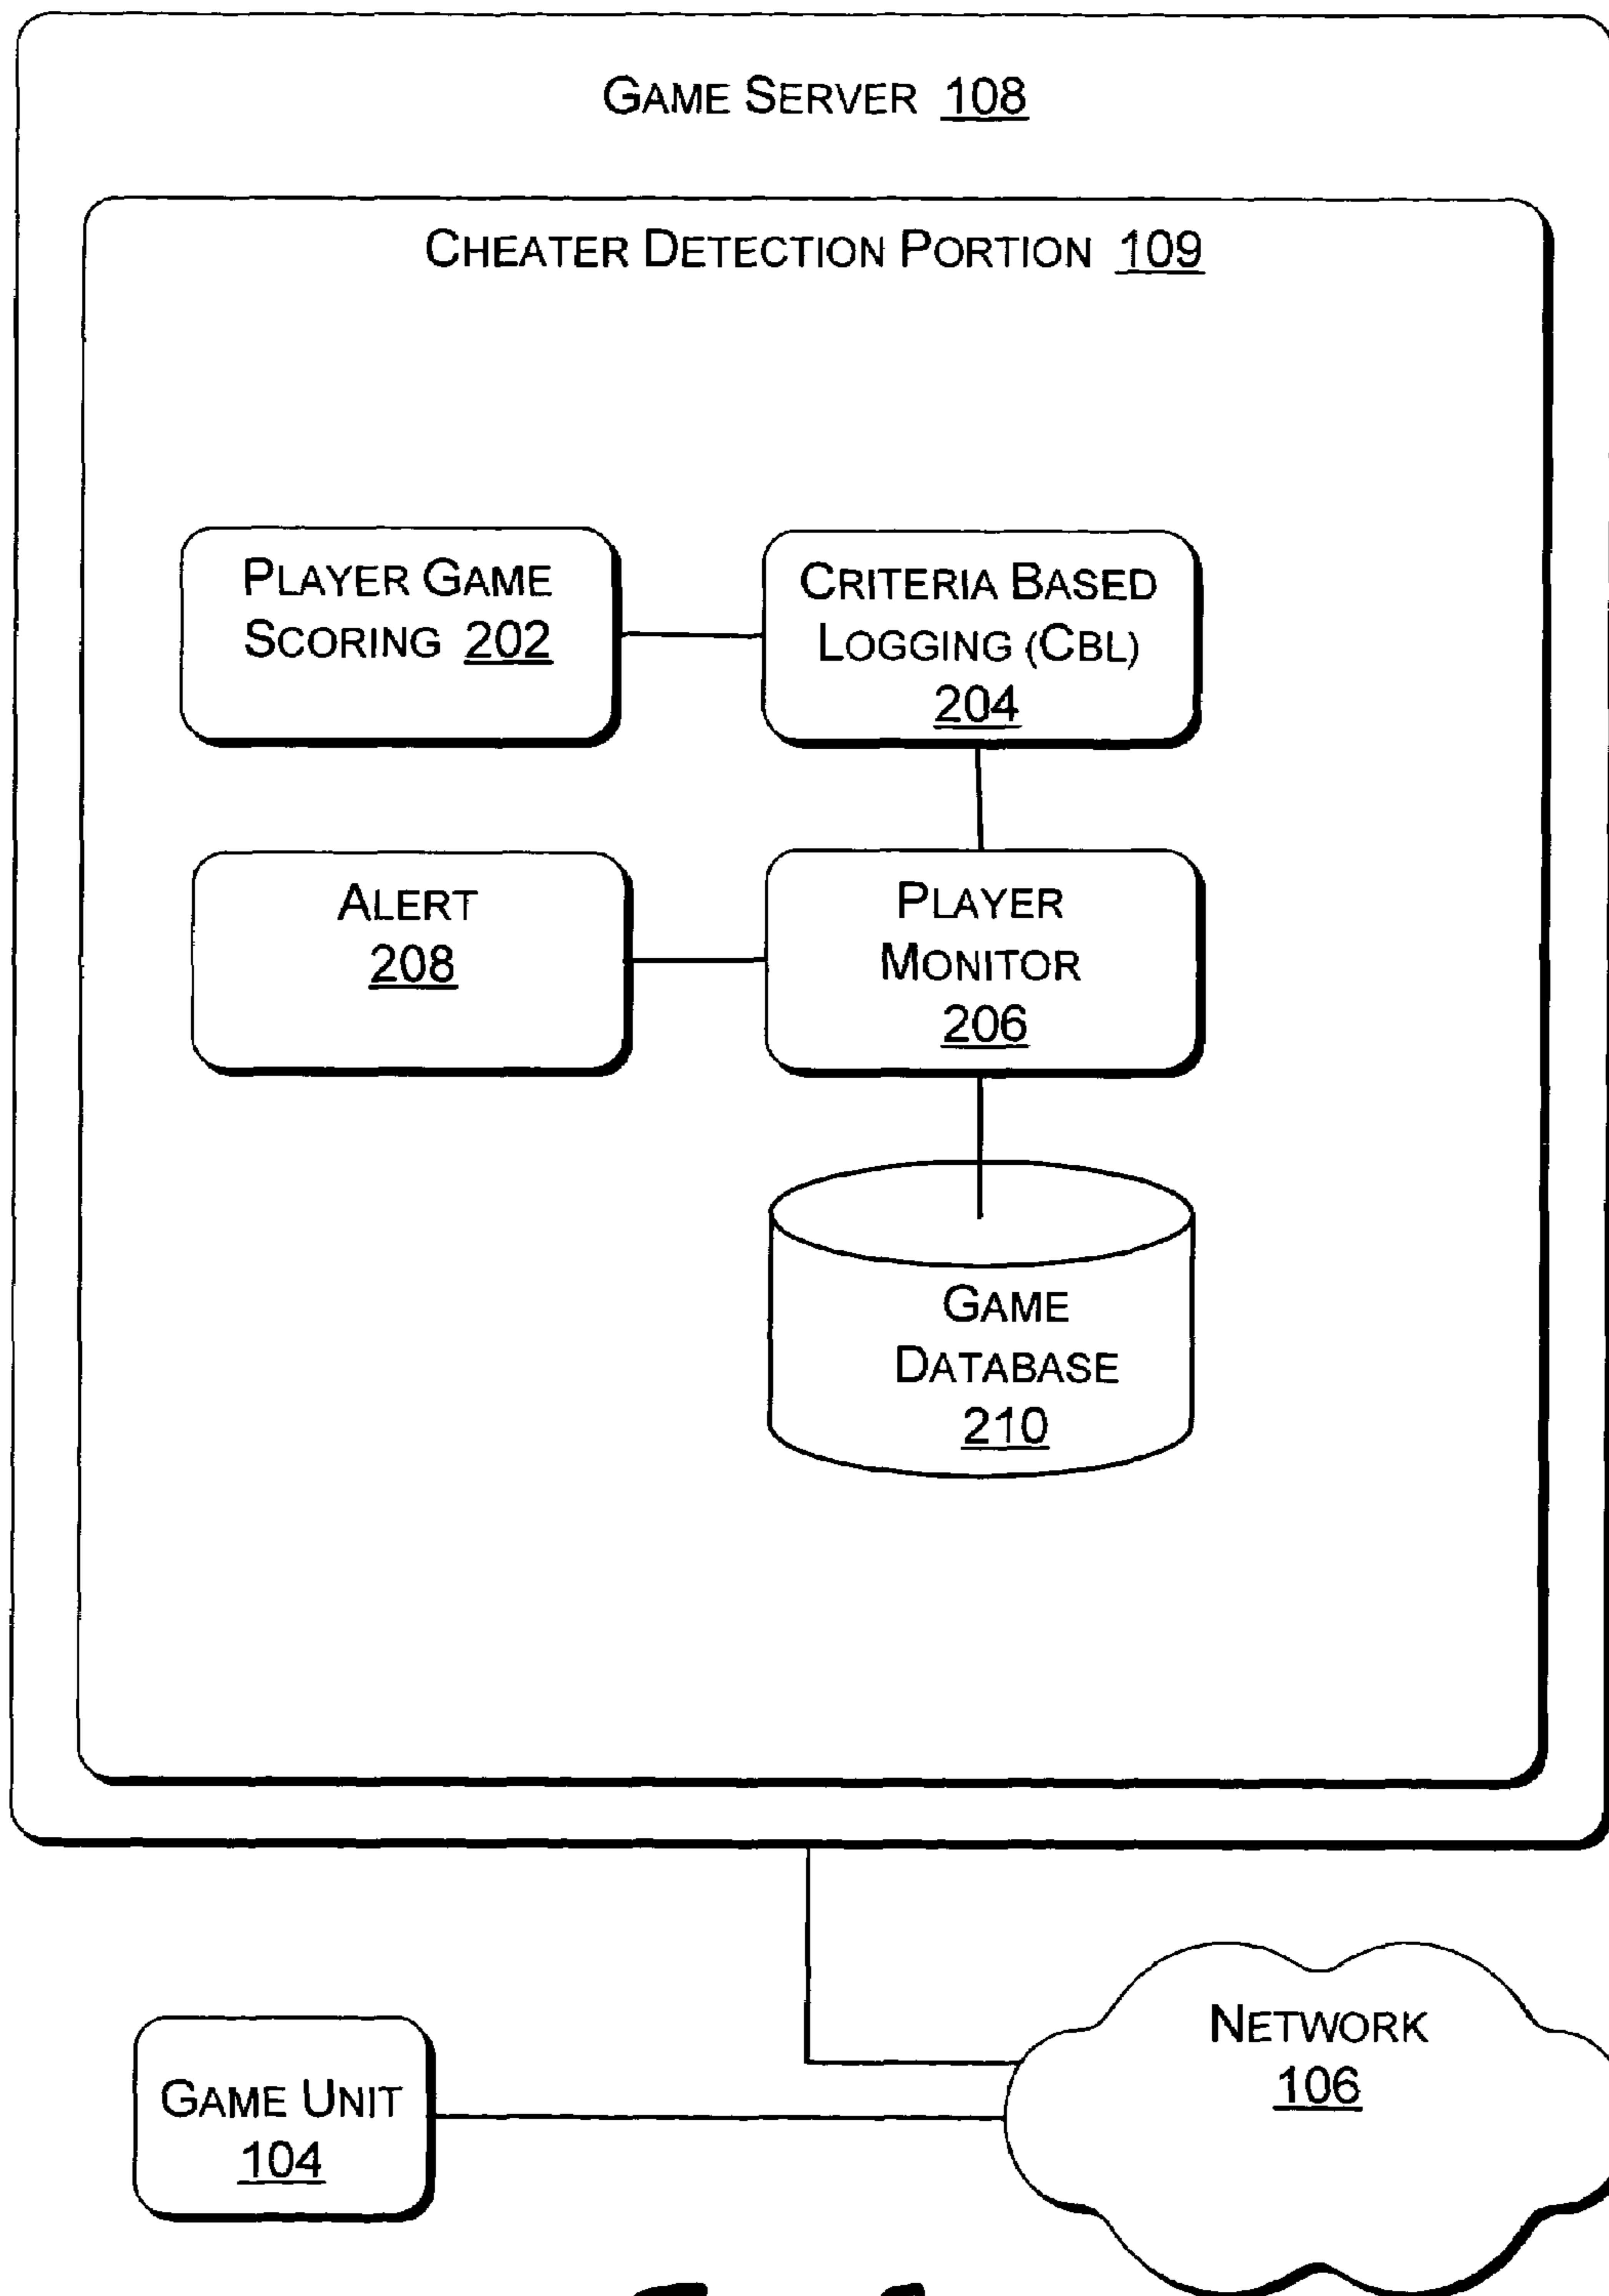 GAME SERVER 108
CHEATER DETECTION PORTION 109
PLAYER GAME
SCORING 202
CRITERIA BASED
LOGGING (CBL)
204
ALERT
208
PLAYER
MONITOR
206
GAME
DATABASE
210
NETWORK
106
GAME UNIT
104